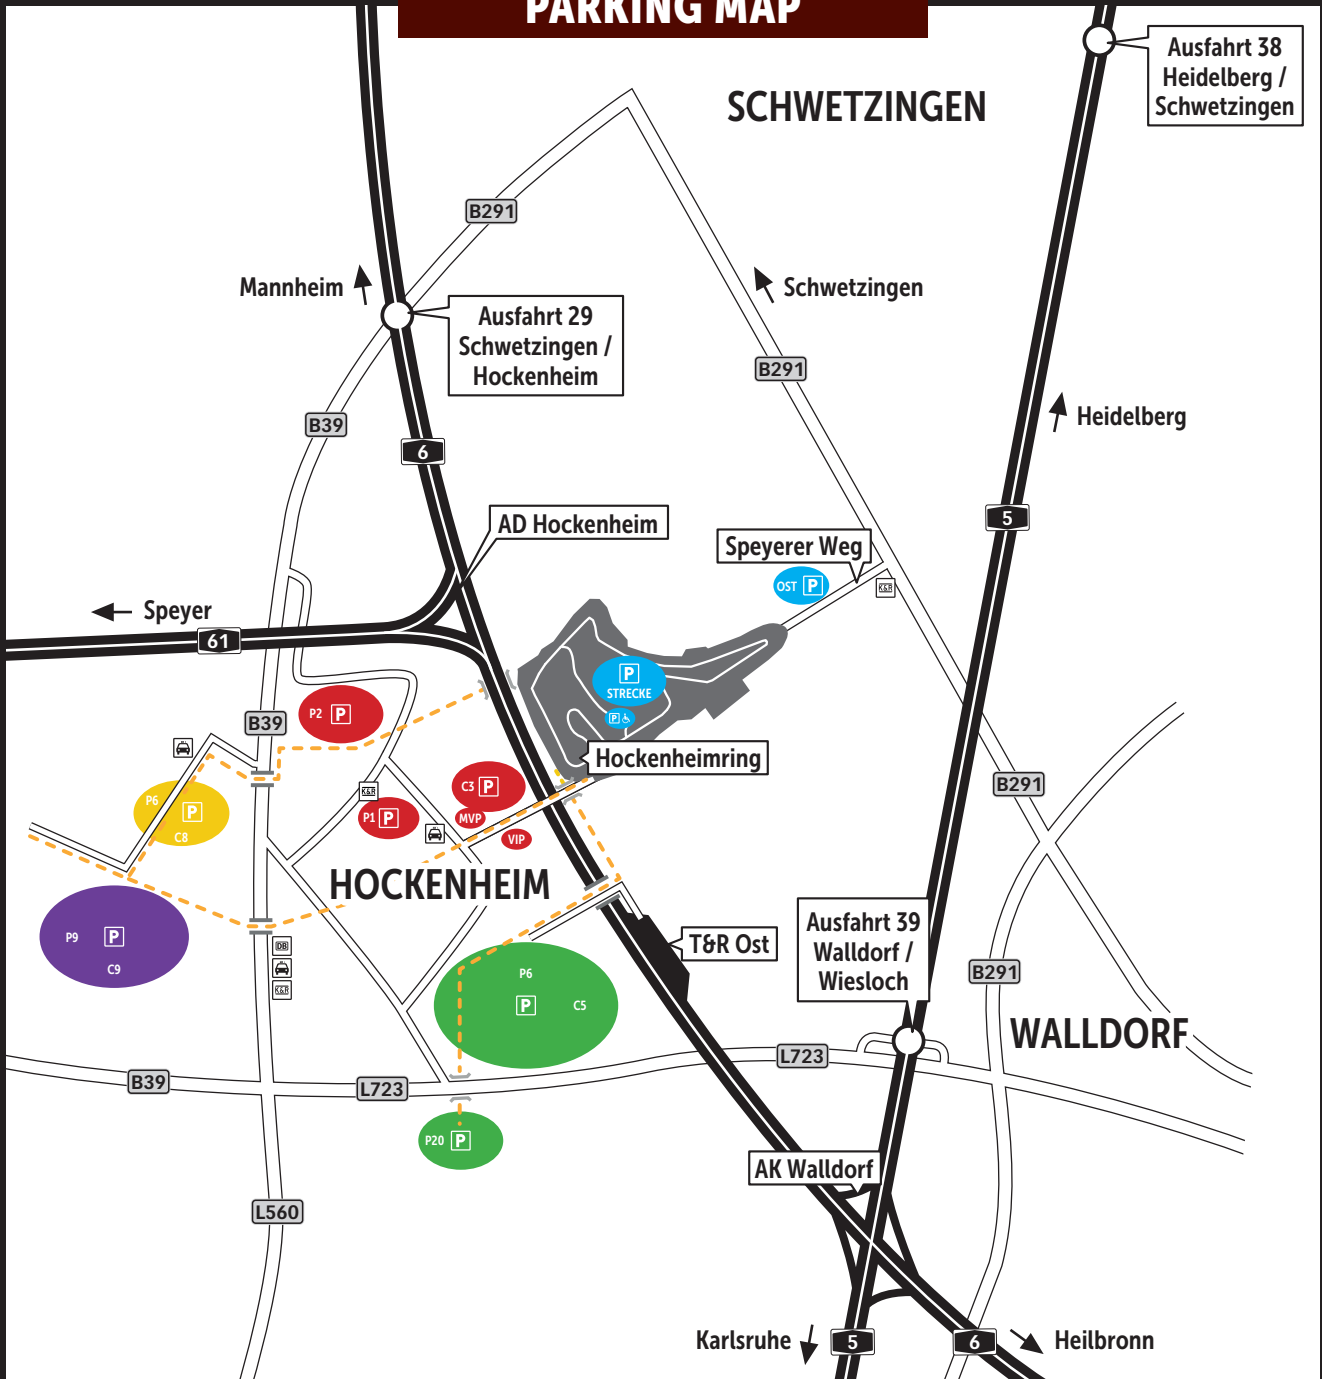 PARKING MAP
Ausfahrt 38
Heidelberg /
Schwetzingen
SCHWETZINGEN
B291
Mannheim
Schwetzingen
Ausfahrt 29
Schwetzingen /
Hockenheim
B291
B39
Heidelberg
6
5
AD Hockenheim
Speyerer Weg
OST P
K&R
Speyer
61
P
STRECKE
P
P2 P
B39
Hockenheimring
C3 P
K&R
P6
P
C8
P1 P
MVP
VIP
B291
HOCKENHEIM
Ausfahrt 39
Walldorf /
Wiesloch
P9 P
C9
DB
K&R
T&R Ost
P6
P
C5
B291
WALLDORF
L723
B39
L723
P20 P
AK Walldorf
L560
Karlsruhe
5
6
Heilbronn